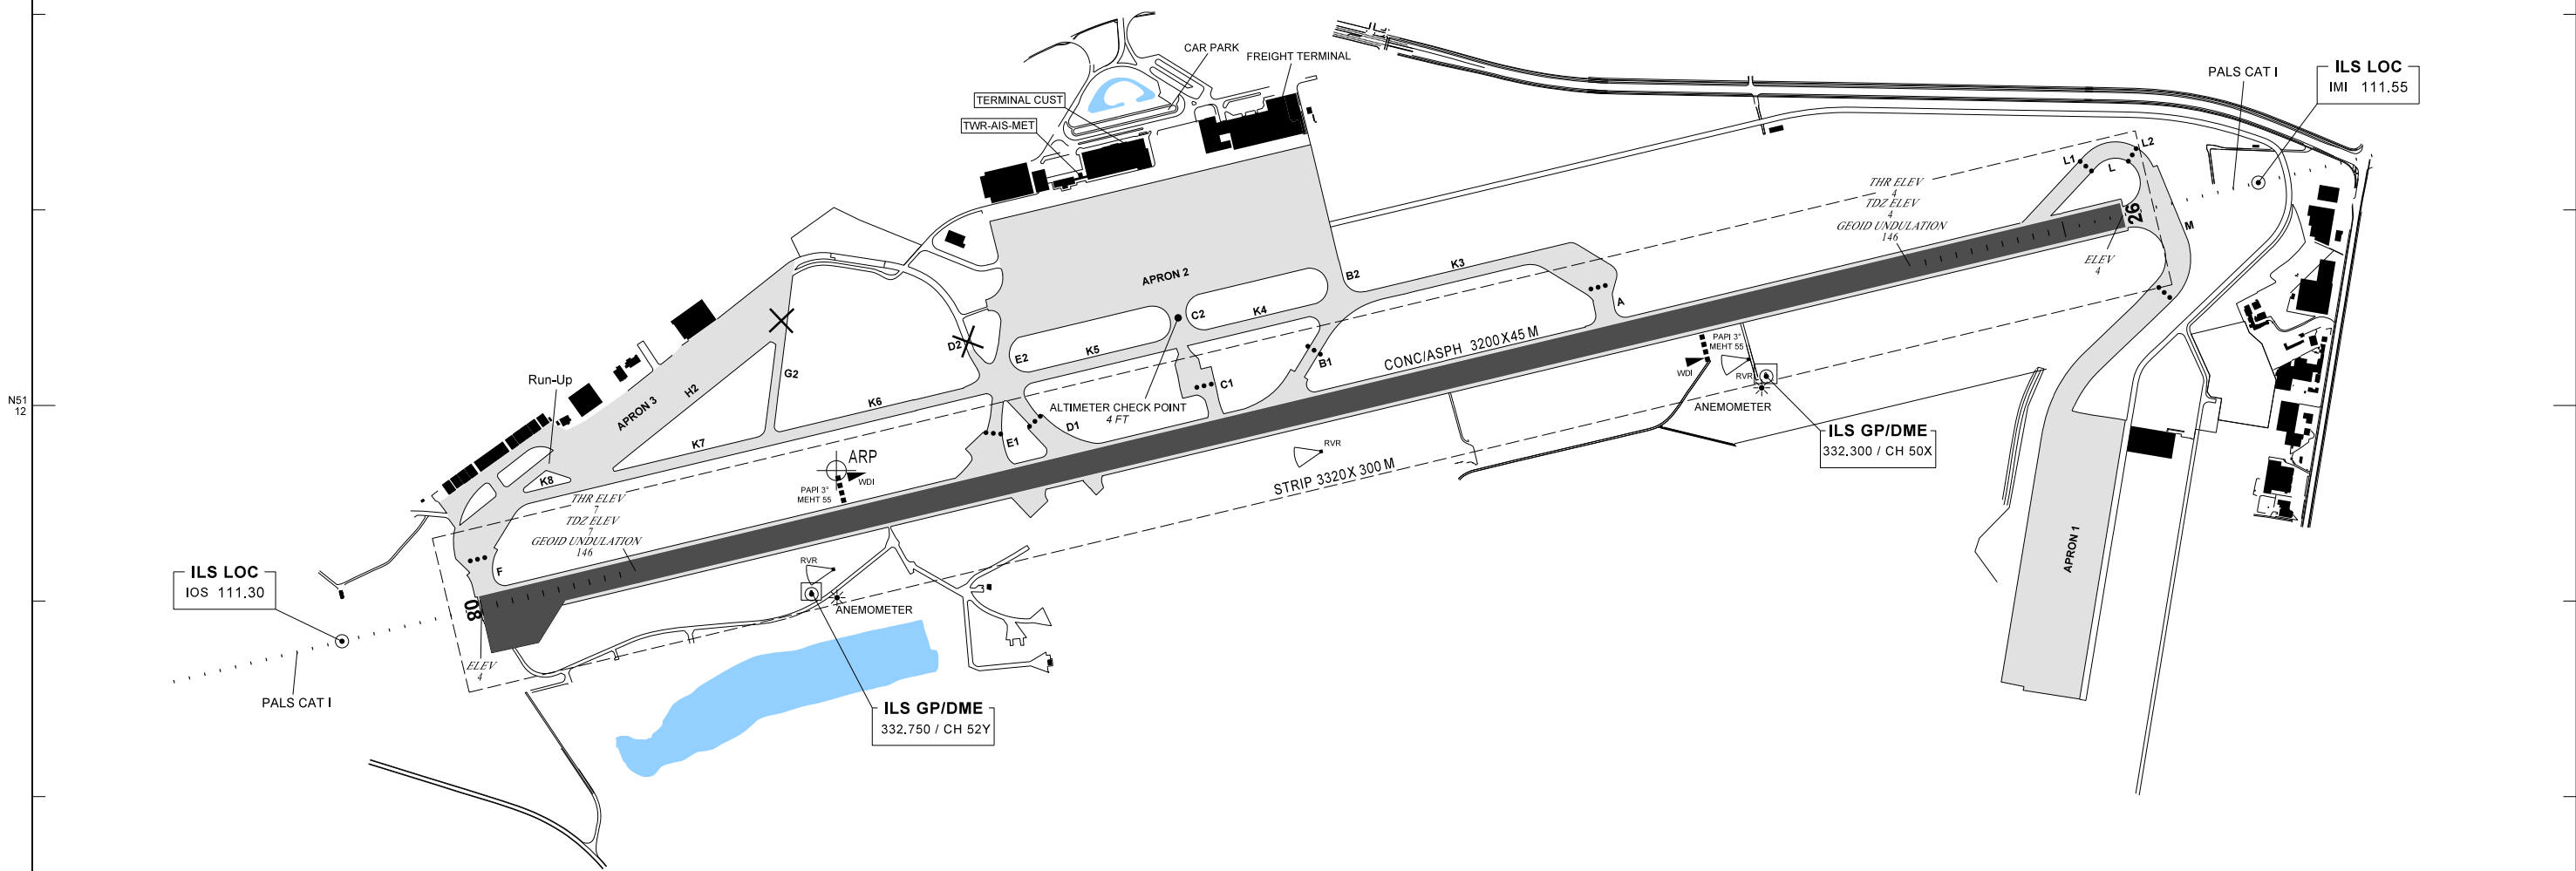 CAR PARK
FREIGHT TERMINAL
TERMINAL CUST
TWR-AIS-MET
PALS CAT I
ILS LOC
IMI 111.55
L1
L2
L
M
26
THR ELEV
4
TDZ ELEV
4
GEOID UNDULATION
146
ELEV
4
APRON 2
B2
K3
A
C2
K4
D2
E2
K5
B1
C1
CONC/ASPH 3200X45 M
PAPI 3°
MEHT 55
WDI
RVR
ANEMOMETER
ILS GP/DME
332.300 / CH 50X
N51
12
Run-Up
APRON 3
H2
G2
K6
K7
K8
ALTIMETER CHECK POINT
4 FT
D1
E1
ARP
WDI
PAPI 3°
MEHT 55
RVR
STRIP 3320X 300 M
THR ELEV
7
TDZ ELEV
7
GEOID UNDULATION
146
F
08
ELEV
4
ILS LOC
IOS 111.30
PALS CAT I
RVR
ANEMOMETER
ILS GP/DME
332.750 / CH 52Y
APRON 1